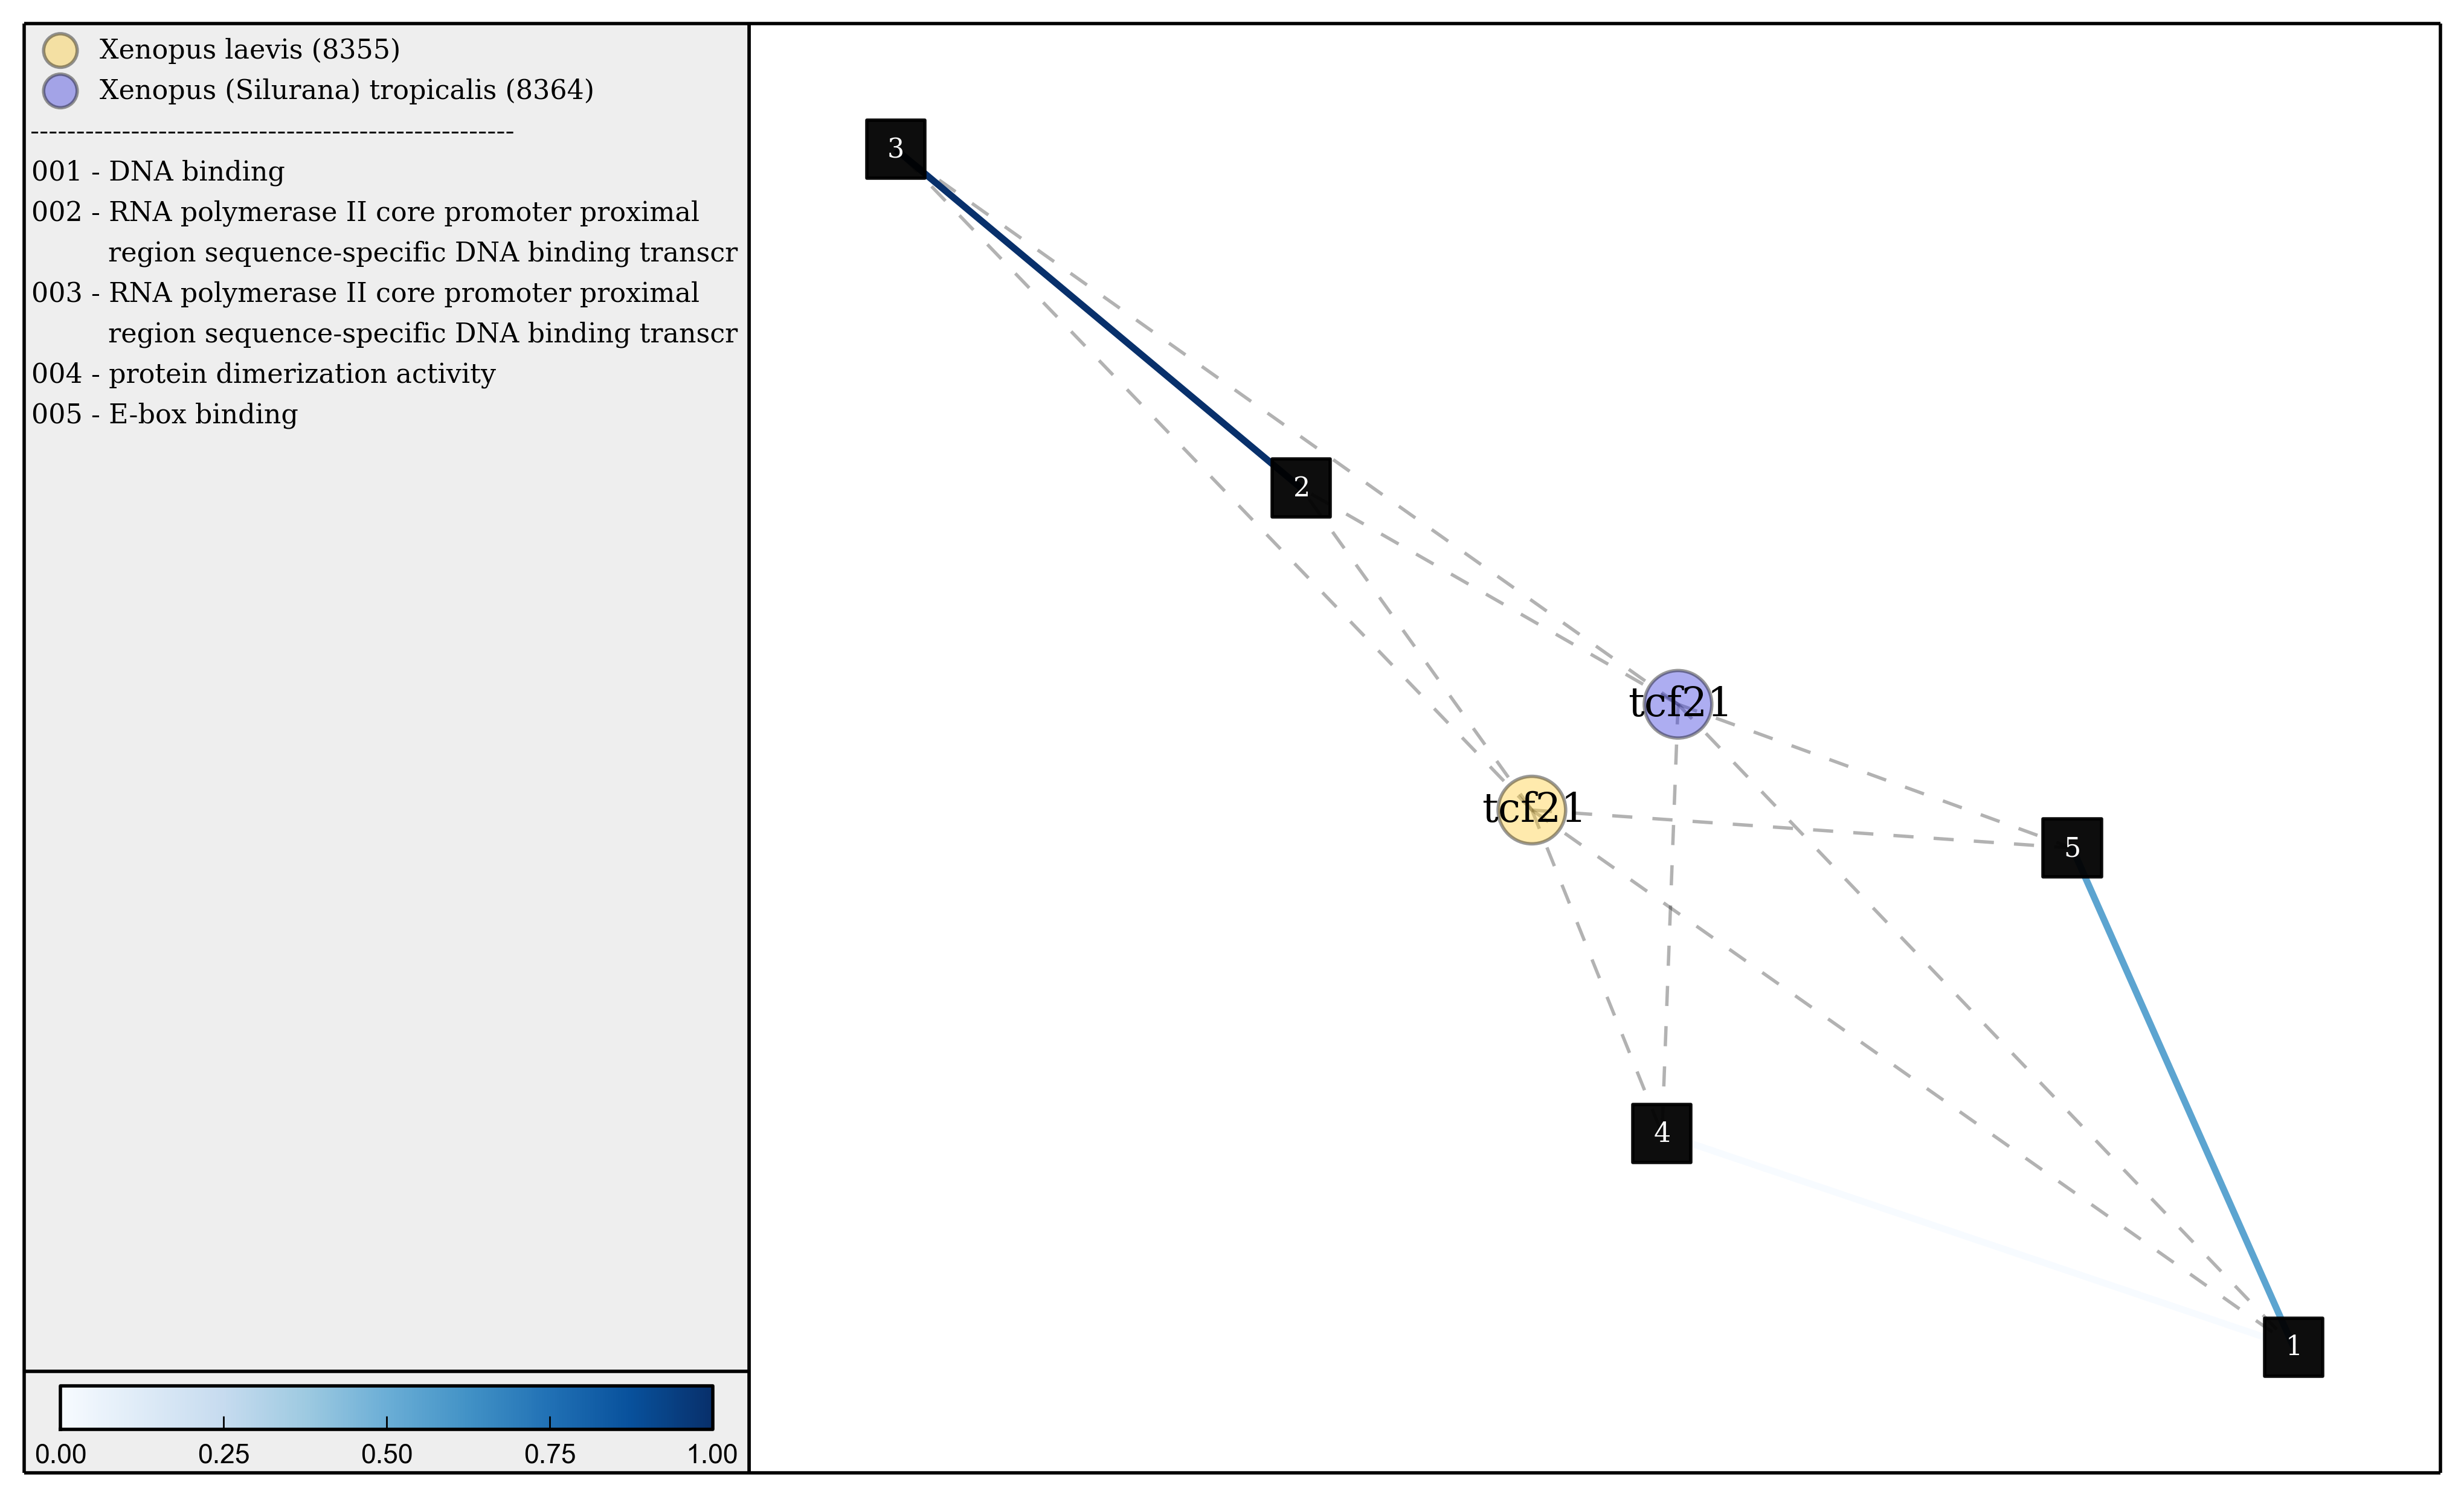 Xenopus laevis (8355)
Xenopus (Silurana) tropicalis (8364)
------------------------------------------------------
001 - DNA binding
002 - RNA polymerase II core promoter proximal
region sequence-specific DNA binding transcr
003 - RNA polymerase II core promoter proximal
region sequence-specific DNA binding transcr
004 - protein dimerization activity
005 - E-box binding
3
2
tcf21
tcf21
5
4
1
0.00 0.25 0.50 0.75 1.00